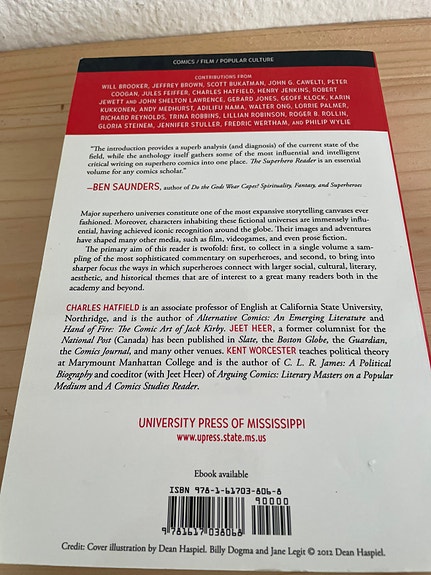 COMICS / FILM / POPULAR CULTURE
CONTRIBUTIONS FROM
WILL BROOKER, JEFFREY BROWN, SCOTT BUKATMAN, JOHN G. CAWELTI, PETER
COOGAN, JULES FEIFFER, CHARLES HATFIELD, HENRY JENKINS, ROBERT
JEWETT AND JOHN SHELTON LAWRENCE, GERARD JONES, GEOFF KLOCK, KARIN
KUKKONEN, ANDY MEDHURST, ADILIFU NAMA, WALTER ONG, LORRIE PALMER,
RICHARD REYNOLDS, TRINA ROBBINS, LILLIAN ROBINSON, ROGER B. ROLLIN,
GLORIA STEINEM, JENNIFER STULLER, FREDRIC WERTHAM, AND PHILIP WYLIE
"The introduction provides a superb analysis (and diagnosis) of the current state of the
field, while the anthology itself gathers some of the most influential and intelligent
critical writing on superhero comics into one place. The Superhero Reader is an essential
volume for any comics scholar."
—BEN SAUNDERS, author of Do the Gods Wear Capes? Spirituality, Fantasy, and Superheroes
Major superhero universes constitute one of the most expansive storytelling canvases ever
fashioned. Moreover, characters inhabiting these fictional universes are immensely influ-
ential, having achieved iconic recognition around the globe. Their images and adventures
have shaped many other media, such as film, videogames, and even prose fiction.
The primary aim of this reader is twofold: first, to collect in a single volume a sam-
pling of the most sophisticated commentary on superheroes, and second, to bring into
sharper focus the ways in which superheroes connect with larger social, cultural, literary,
aesthetic, and historical themes that are of interest to a great many readers both in the
academy and beyond.
CHARLES HATFIELD is an associate professor of English at California State University,
Northridge, and is the author of Alternative Comics: An Emerging Literature and
Hand of Fire: The Comic Art of Jack Kirby. JEET HEER, a former columnist for the
National Post (Canada) has been published in Slate, the Boston Globe, the Guardian,
the Comics Journal, and many other venues. KENT WORCESTER teaches political theory
at Marymount Manhattan College and is the author of C. L. R. James: A Political
Biography and coeditor (with Jeet Heer) of Arguing Comics: Literary Masters on a Popular
Medium and A Comics Studies Reader.
UNIVERSITY PRESS OF MISSISSIPPI
www.upress.state.ms.us
Ebook available
ISBN 978-1-61703-806-8
90000
9 781617 038068
Credit: Cover illustration by Dean Haspiel. Billy Dogma and Jane Legit © 2012 Dean Haspiel.